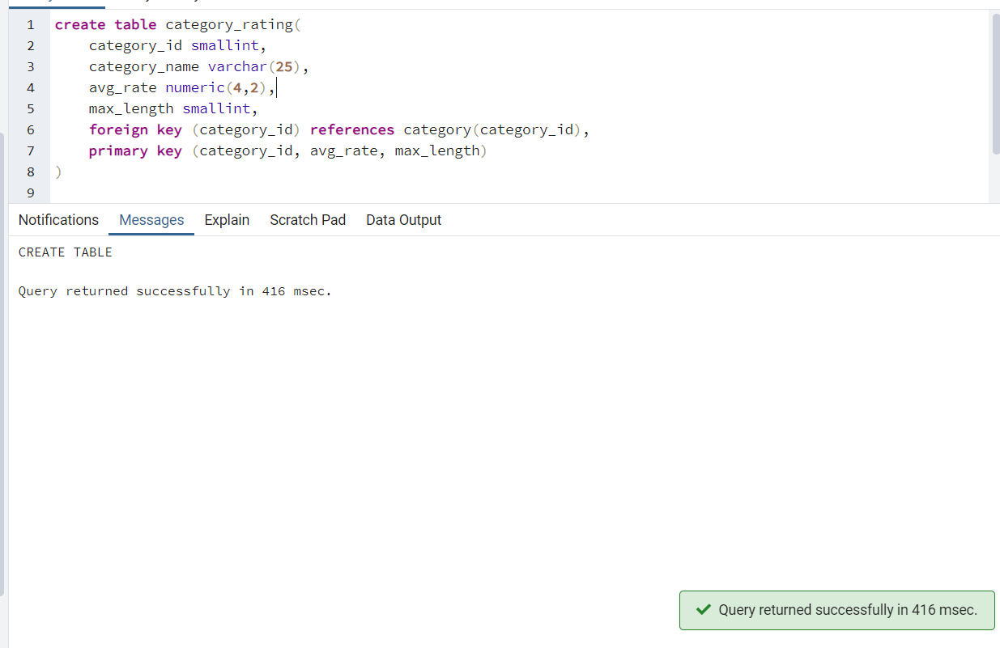 1 create table category_rating(
2 category_id smallint,
3 category_name varchar(25),
4 avg_rate numeric(4,2),
5 max_length smallint,
6 foreign key (category_id) references category(category_id),
7 primary key (category_id, avg_rate, max_length)
8 )
9
Notifications Messages Explain Scratch Pad Data Output
CREATE TABLE
Query returned successfully in 416 msec.
Query returned successfully in 416 msec.